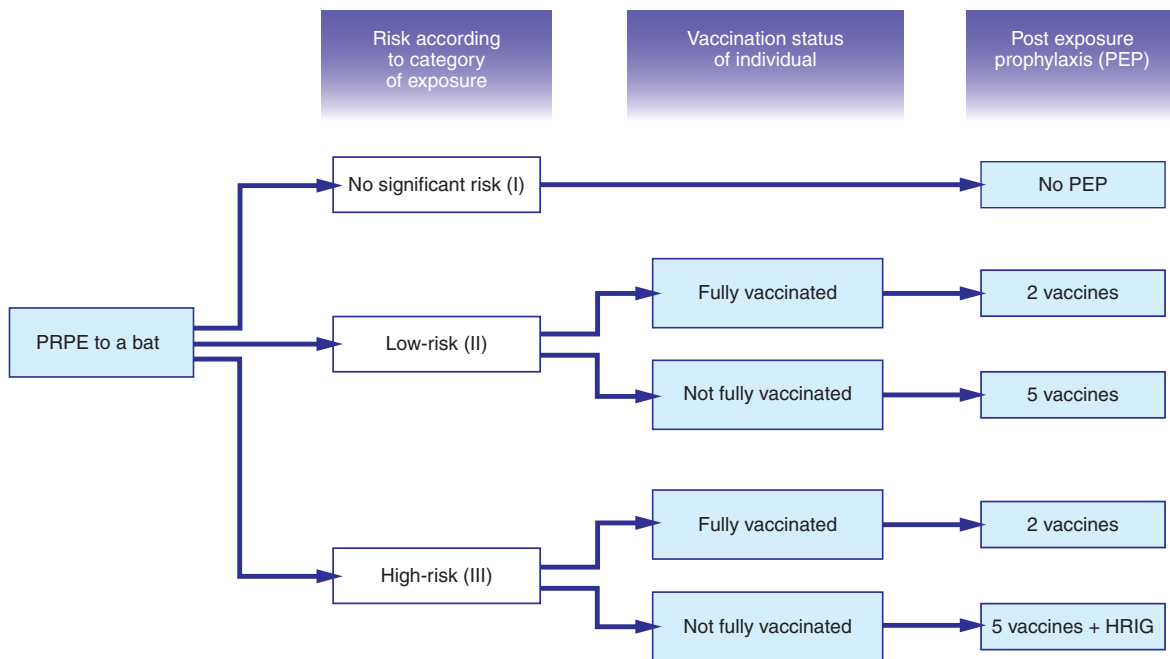 Risk according
to category
of exposure
Vaccination status
of individual
Post exposure
prophylaxis (PEP)
No significant risk (I)
No PEP
PRPE to a bat
Low-risk (II)
Fully vaccinated
2 vaccines
Not fully vaccinated
5 vaccines
High-risk (III)
Fully vaccinated
2 vaccines
Not fully vaccinated
5 vaccines + HRIG